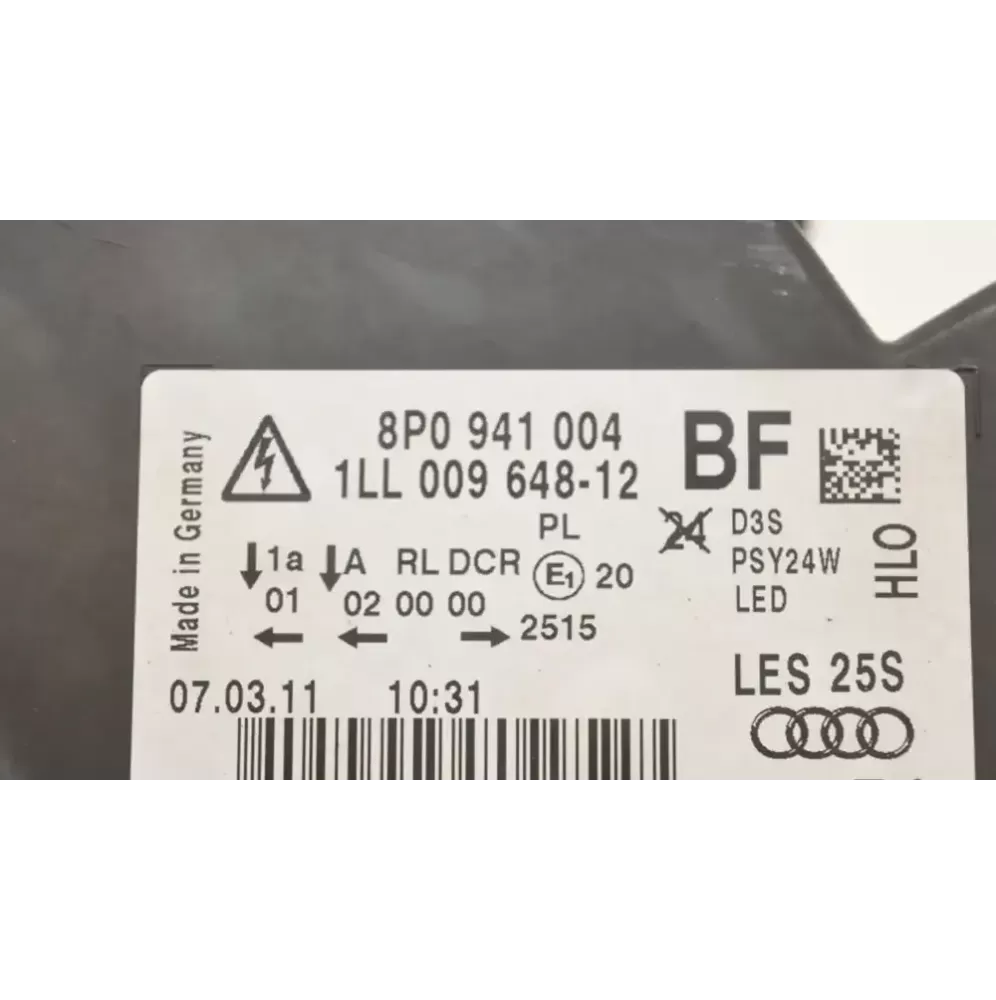 Made in Germany
8P0 941 004
BF
1LL 009 648-12
PL
24
D3S
1a
A
RL DCR
E1
20
PSY24W
HLO
01
02 00 00
LED
2515
LES 25S
07.03.11
10:31